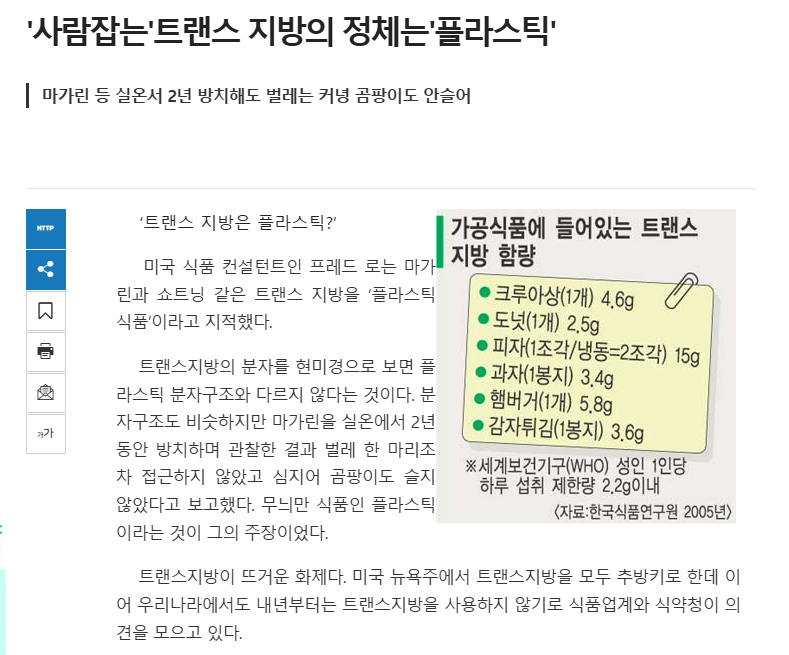 '사람잡는'트랜스 지방의 정체는'플라스틱'
마가린 등 실온서 2년 방치해도 벌레는 커녕 곰팡이도 안슬어
HTTP
가가
‘트랜스 지방은 플라스틱?’
미국 식품 컨설턴트인 프레드 로는 마가
린과 쇼트닝 같은 트랜스 지방을 ‘플라스틱
식품’이라고 지적했다.
트랜스지방의 분자를 현미경으로 보면 플
라스틱 분자구조와 다르지 않다는 것이다. 분
자구조도 비슷하지만 마가린을 실온에서 2년
동안 방치하며 관찰한 결과 벌레 한 마리조
차 접근하지 않았고 심지어 곰팡이도 슬지
않았다고 보고했다. 무늬만 식품인 플라스틱
이라는 것이 그의 주장이었다.
가공식품에 들어있는 트랜스
지방 함량
크루아상(1개) 4.6g
도넛(1개) 2.5g
피자(1조각/냉동=2조각) 15g
과자(1봉지) 3.4g
햄버거(1개) 5.8g
감자튀김(1봉지) 3.6g
※세계보건기구(WHO) 성인 1인당
하루 섭취 제한량 2.2g이내
〈자료:한국식품연구원 2005년〉
트랜스지방이 뜨거운 화제다. 미국 뉴욕주에서 트랜스지방을 모두 추방키로 한데 이
어 우리나라에서도 내년부터는 트랜스지방을 사용하지 않기로 식품업계와 식약청이 의
견을 모으고 있다.